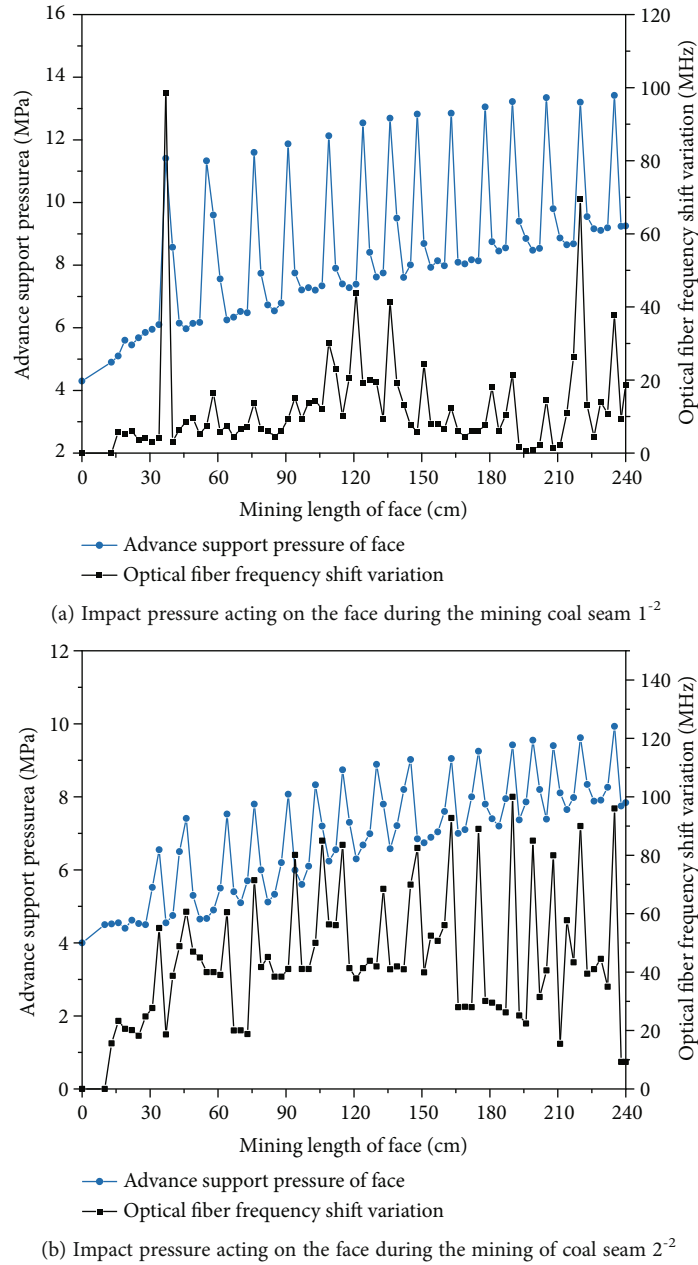 16
14
12
10
8
6
4
2
Advance support pressurea (MPa)
120
100
80
60
40
20
0
Optical fiber frequency shift variation (MHz)
0 30 60 90 120 150 180 210 240
Mining length of face (cm)
Advance support pressure of face
Optical fiber frequency shift variation
(a) Impact pressure acting on the face during the mining coal seam 1⁻²
12
10
8
6
4
2
0
Advance support pressurea (MPa)
140
120
100
80
60
40
20
0
Optical fiber frequency shift variation (MHz)
0 30 60 90 120 150 180 210 240
Mining length of face (cm)
Advance support pressure of face
Optical fiber frequency shift variation
(b) Impact pressure acting on the face during the mining of coal seam 2⁻²